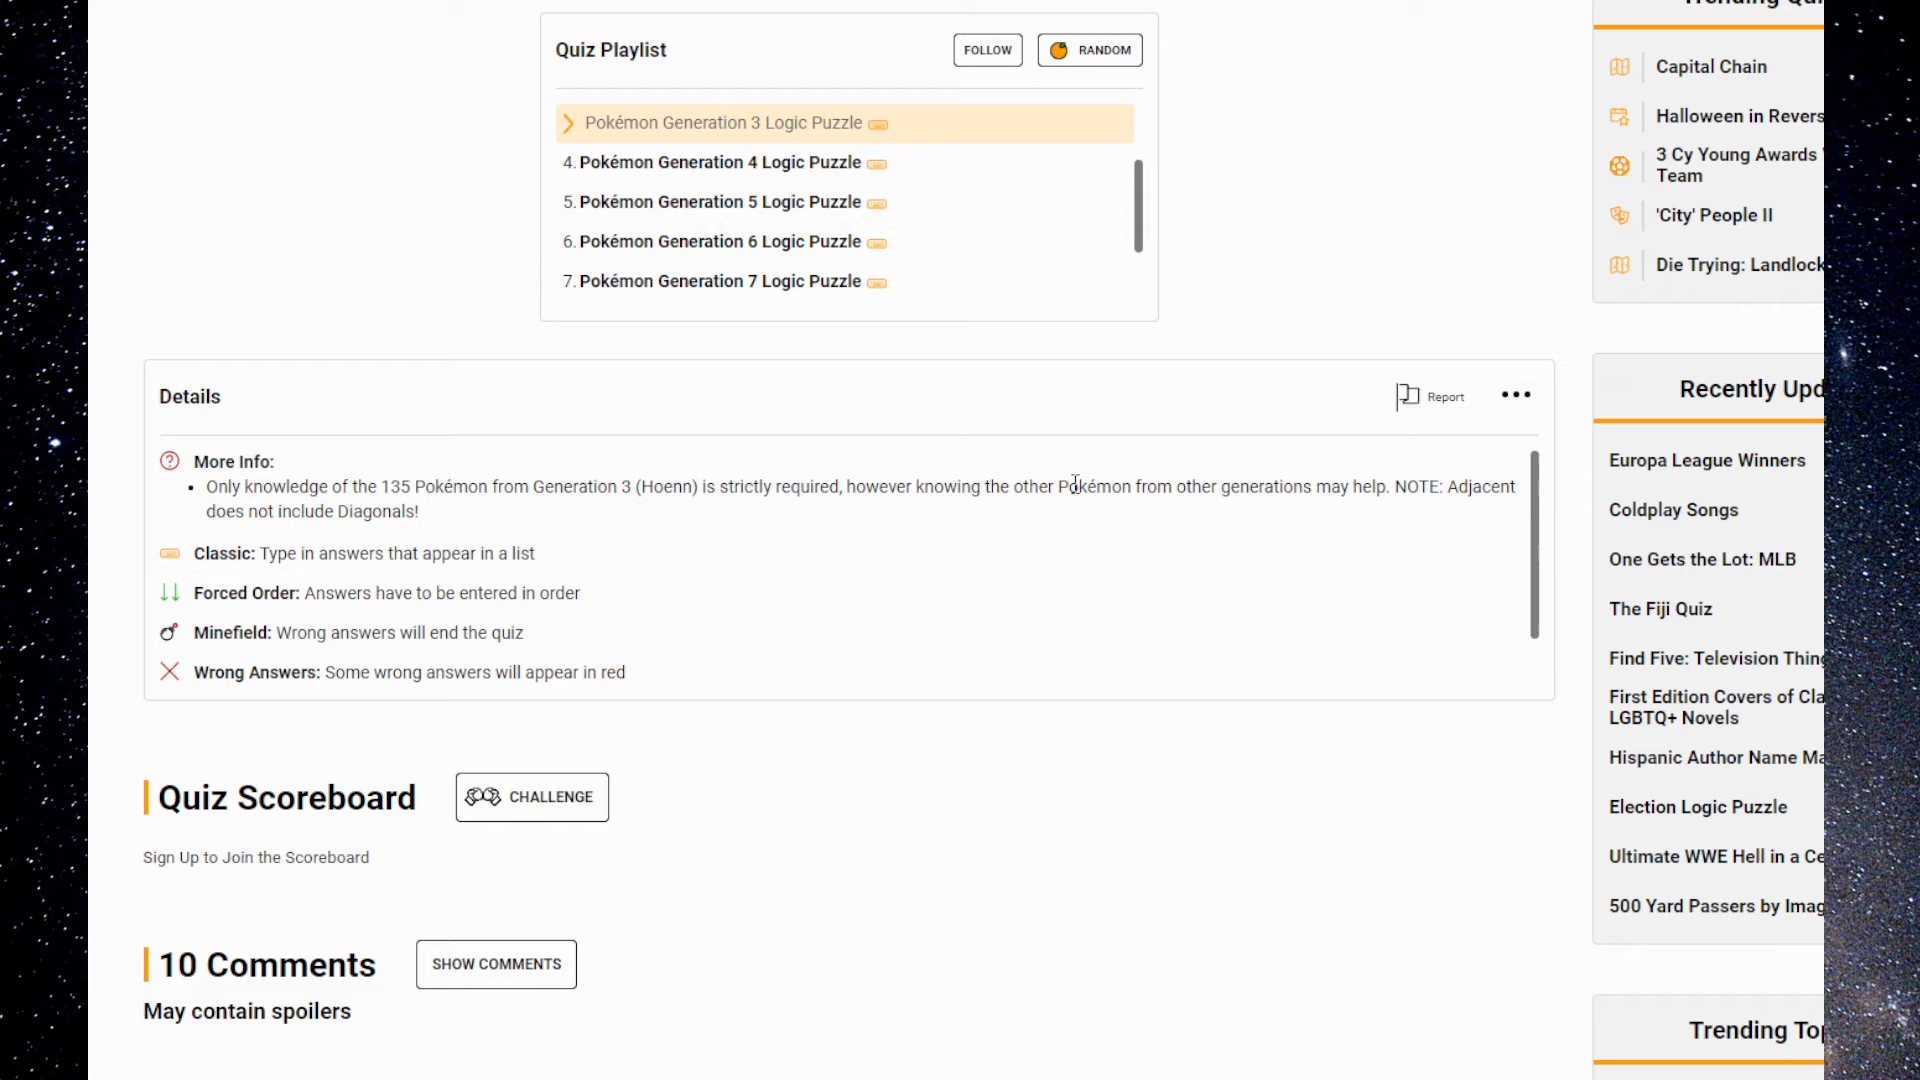 Quiz Playlist
FOLLOW
RANDOM
Pokémon Generation 3 Logic Puzzle
4. Pokémon Generation 4 Logic Puzzle
5. Pokémon Generation 5 Logic Puzzle
6. Pokémon Generation 6 Logic Puzzle
7. Pokémon Generation 7 Logic Puzzle
Details
Report
More Info:
• Only knowledge of the 135 Pokémon from Generation 3 (Hoenn) is strictly required, however knowing the other Pokémon from other generations may help. NOTE: Adjacent
does not include Diagonals!
Classic: Type in answers that appear in a list
Forced Order: Answers have to be entered in order
Minefield: Wrong answers will end the quiz
Wrong Answers: Some wrong answers will appear in red
Quiz Scoreboard
CHALLENGE
Sign Up to Join the Scoreboard
10 Comments
SHOW COMMENTS
May contain spoilers
Capital Chain
Halloween in Revers
3 Cy Young Awards
Team
'City' People II
Die Trying: Landlock
Recently Upd
Europa League Winners
Coldplay Songs
One Gets the Lot: MLB
The Fiji Quiz
Find Five: Television Thing
First Edition Covers of Cla
LGBTQ+ Novels
Hispanic Author Name Ma
Election Logic Puzzle
Ultimate WWE Hell in a Ce
500 Yard Passers by Imag
Trending Top